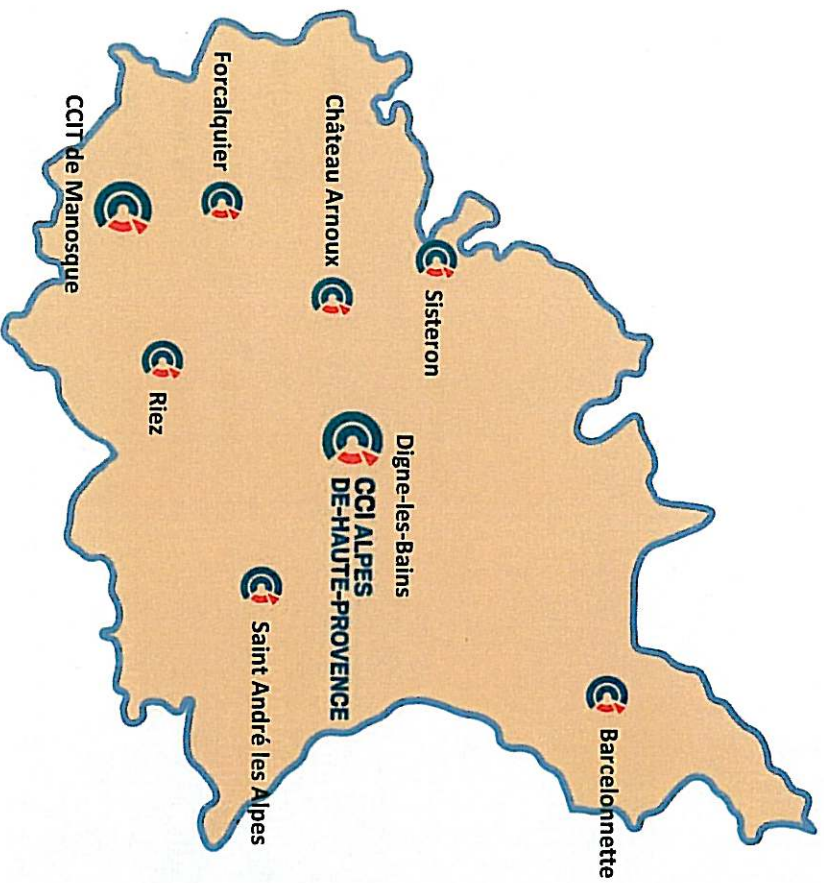 Barcelonnette
Sisteron
Digne-les-Bains
CCI ALPES
DE-HAUTE-PROVENCE
Château Arnoux
Saint André les Alpes
Forcalquier
Riez
CCIT de Manosque